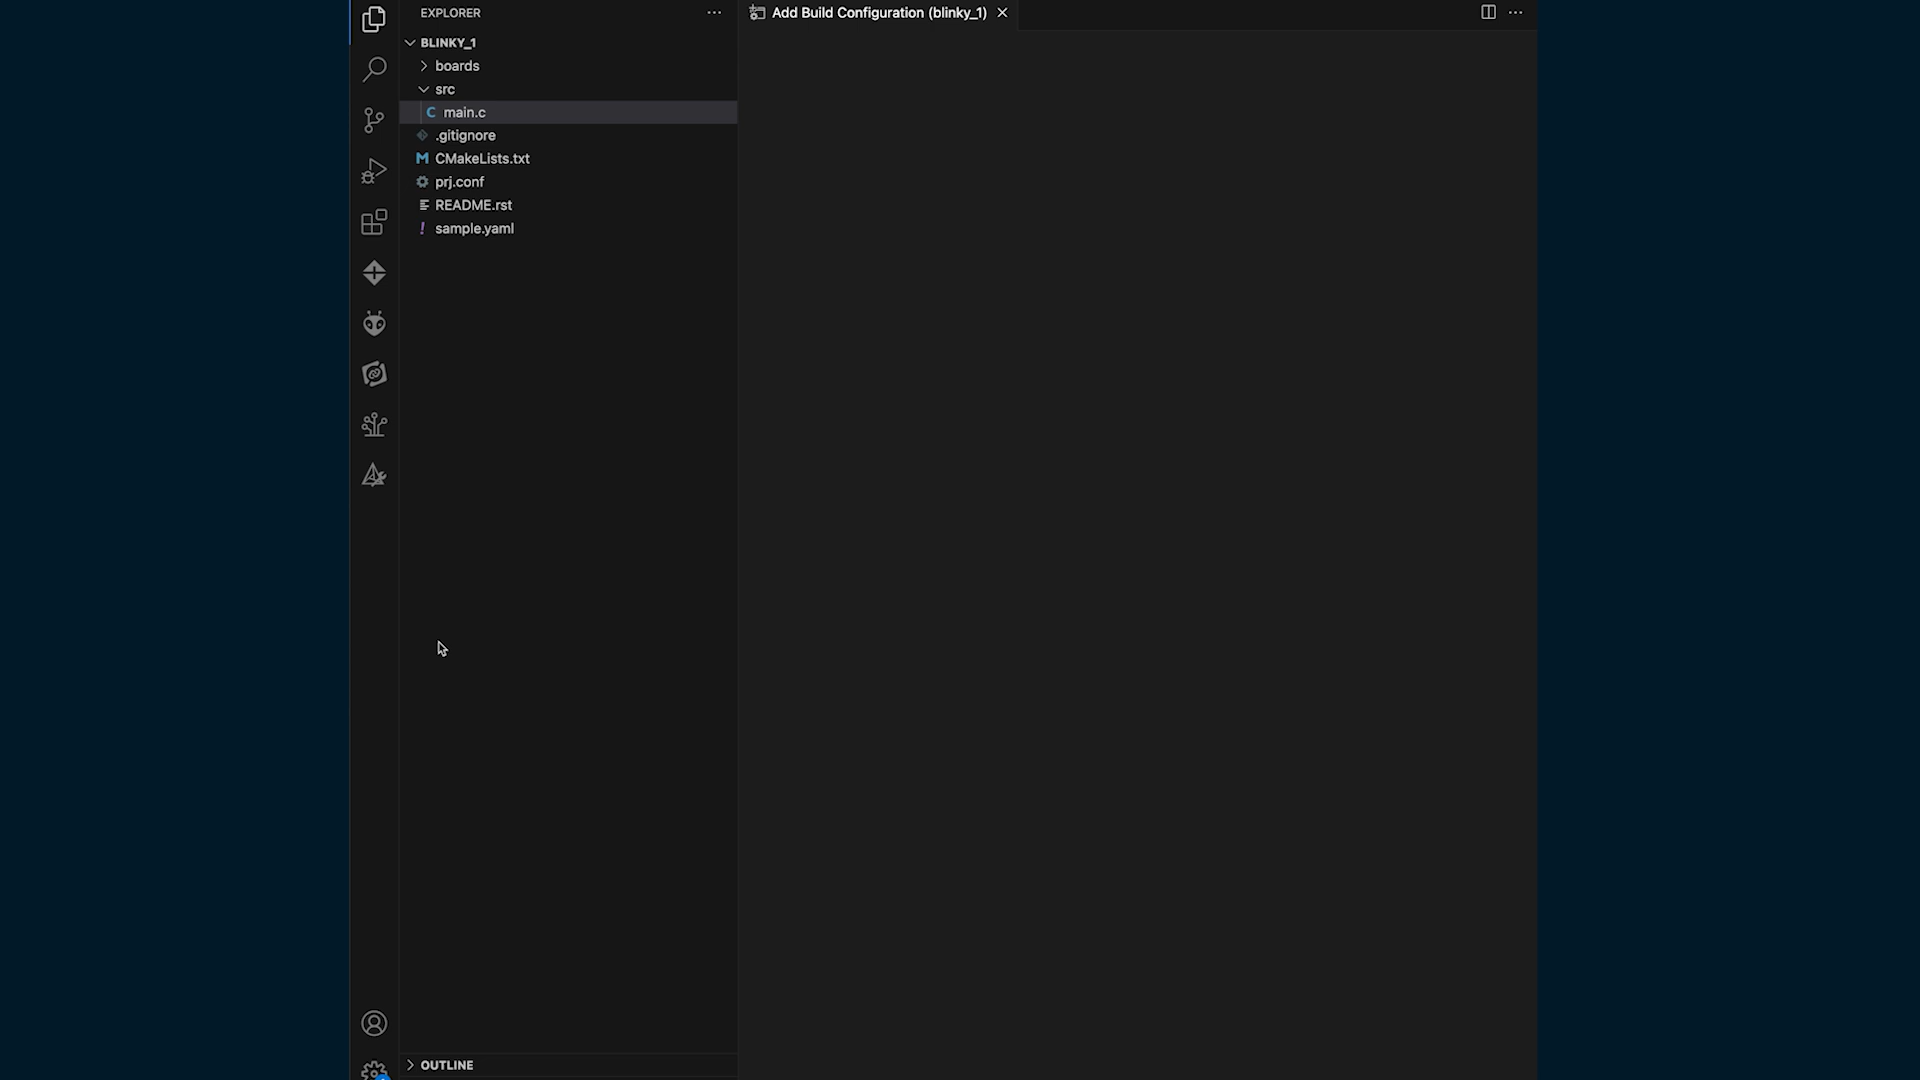 EXPLORER
BLINKY_1
boards
src
C main.c
.gitignore
M CMakeLists.txt
prj.conf
README.rst
! sample.yaml
OUTLINE
Add Build Configuration (blinky_1)